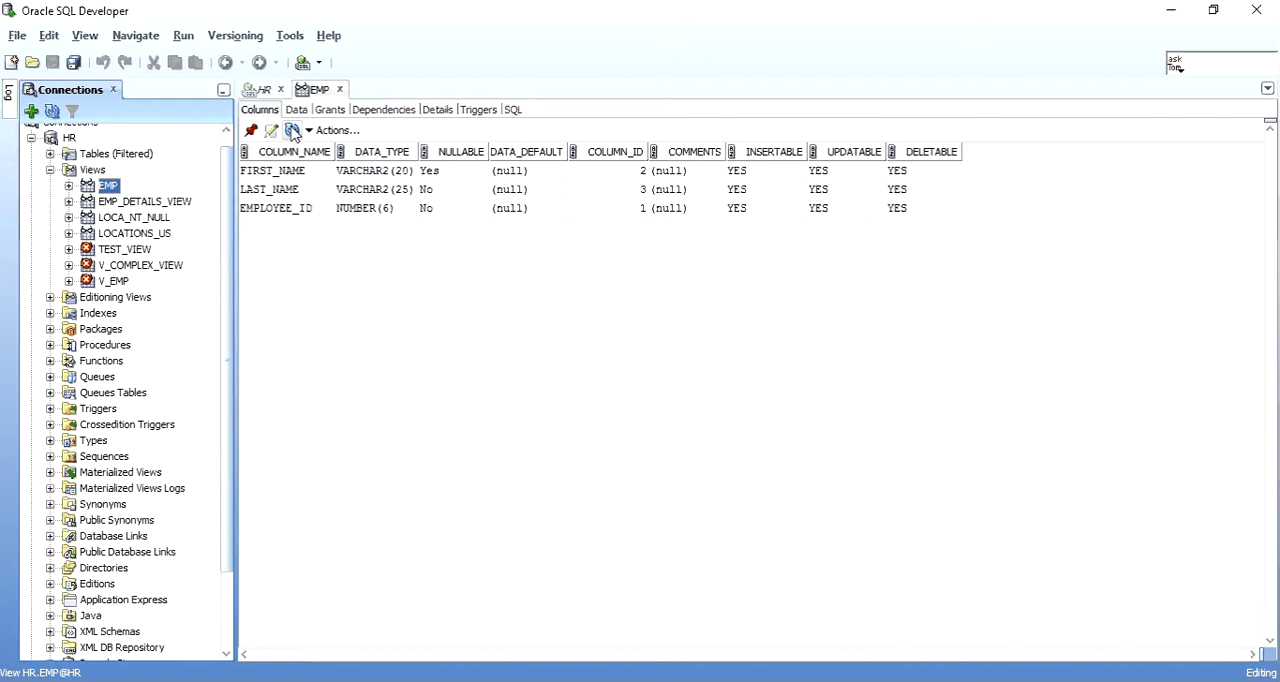 Oracle SQL Developer
File Edit View Navigate Run Versioning Tools Help
ask
Tom
Log
Connections
HR
EMP
Columns Data Grants Dependencies Details Triggers SQL
Actions...
COLUMN_NAME DATA_TYPE NULLABLE DATA_DEFAULT COLUMN_ID COMMENTS INSERTABLE UPDATABLE DELETABLE
FIRST_NAME VARCHAR2(20) Yes (null) 2 (null) YES YES YES
LAST_NAME VARCHAR2(25) No (null) 3 (null) YES YES YES
EMPLOYEE_ID NUMBER(6) No (null) 1 (null) YES YES YES
HR
Tables (Filtered)
Views
EMP
EMP_DETAILS_VIEW
LOCA_NT_NULL
LOCATIONS_US
TEST_VIEW
V_COMPLEX_VIEW
V_EMP
Editioning Views
Indexes
Packages
Procedures
Functions
Queues
Queues Tables
Triggers
Crossedition Triggers
Types
Sequences
Materialized Views
Materialized Views Logs
Synonyms
Public Synonyms
Database Links
Public Database Links
Directories
Editions
Application Express
Java
XML Schemas
XML DB Repository
View HR.EMP@HR
Editing